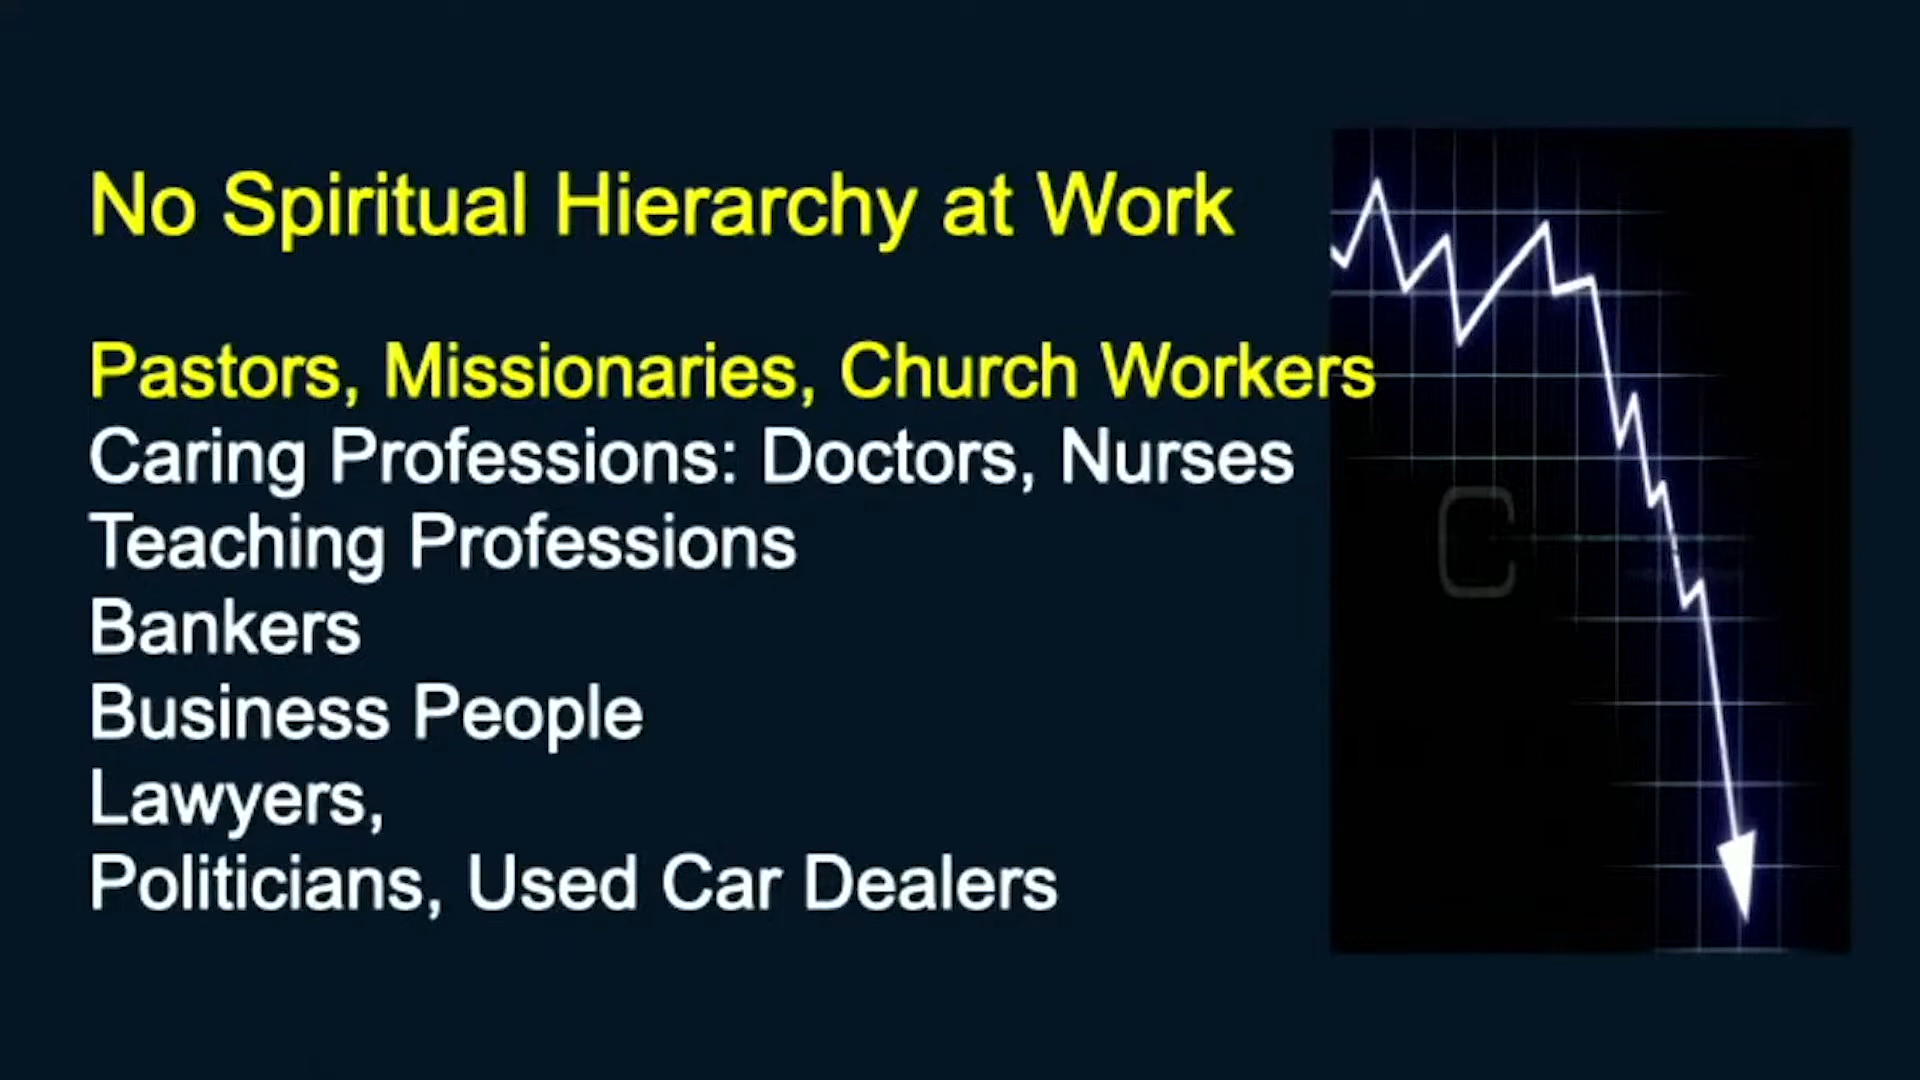 No Spiritual Hierarchy at Work
Pastors, Missionaries, Church Workers
Caring Professions: Doctors, Nurses
Teaching Professions
Bankers
Business People
Lawyers,
Politicians, Used Car Dealers
C